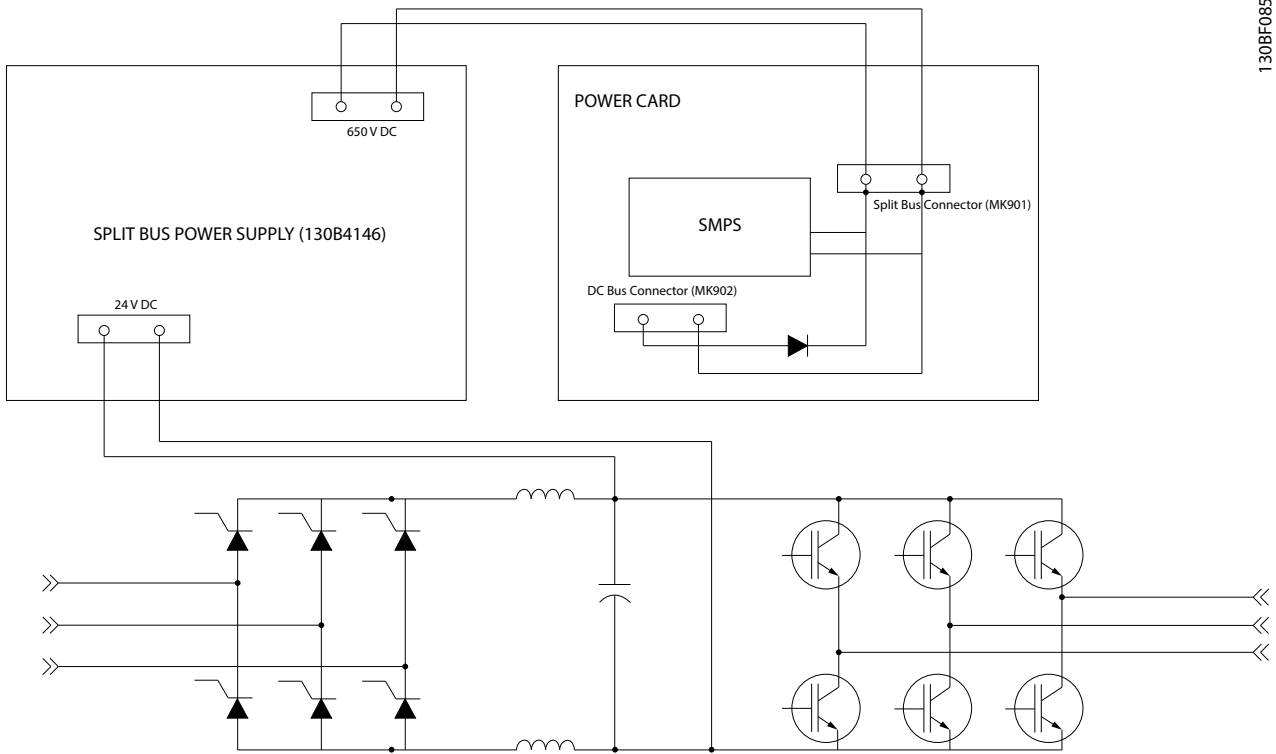 130BF085
POWER CARD
650 V DC
Split Bus Connector (MK901)
SMPS
SPLIT BUS POWER SUPPLY (130B4146)
DC Bus Connector (MK902)
24 V DC